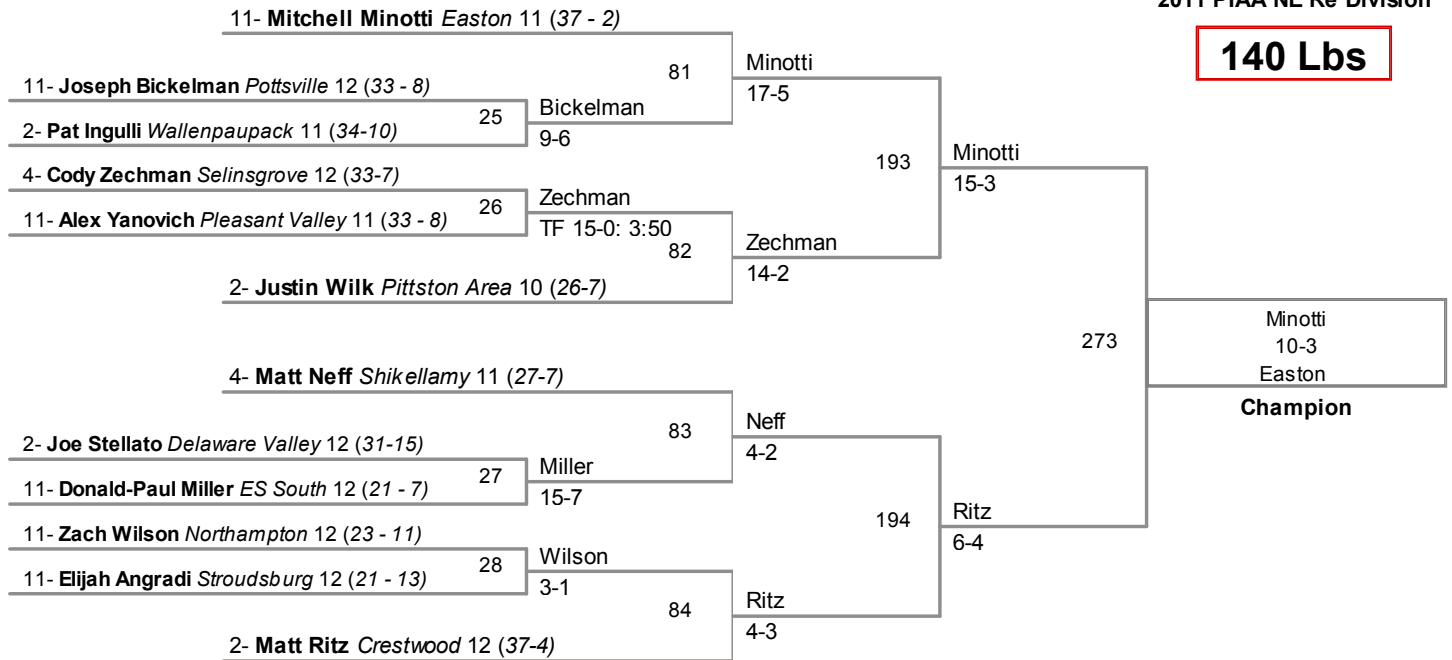 2011 PIAA NE Re Division
140 Lbs
11- Mitchell Minotti Easton 11 (37 - 2)
81
Minotti
17-5
11- Joseph Bickelman Pottsville 12 (33 - 8)
25
Bickelman
9-6
2- Pat Ingulli Wallenpaupack 11 (34-10)
193
Minotti
15-3
4- Cody Zechman Selinsgrove 12 (33-7)
26
Zechman
TF 15-0: 3:50
11- Alex Yanovich Pleasant Valley 11 (33 - 8)
82
Zechman
14-2
2- Justin Wilk Pittston Area 10 (26-7)
273
Minotti
10-3
Easton
Champion
4- Matt Neff Shikellamy 11 (27-7)
83
Neff
4-2
2- Joe Stellato Delaware Valley 12 (31-15)
27
Miller
15-7
11- Donald-Paul Miller ES South 12 (21 - 7)
194
Ritz
6-4
11- Zach Wilson Northampton 12 (23 - 11)
28
Wilson
3-1
11- Elijah Angradi Stroudsburg 12 (21 - 13)
84
Ritz
4-3
2- Matt Ritz Crestwood 12 (37-4)